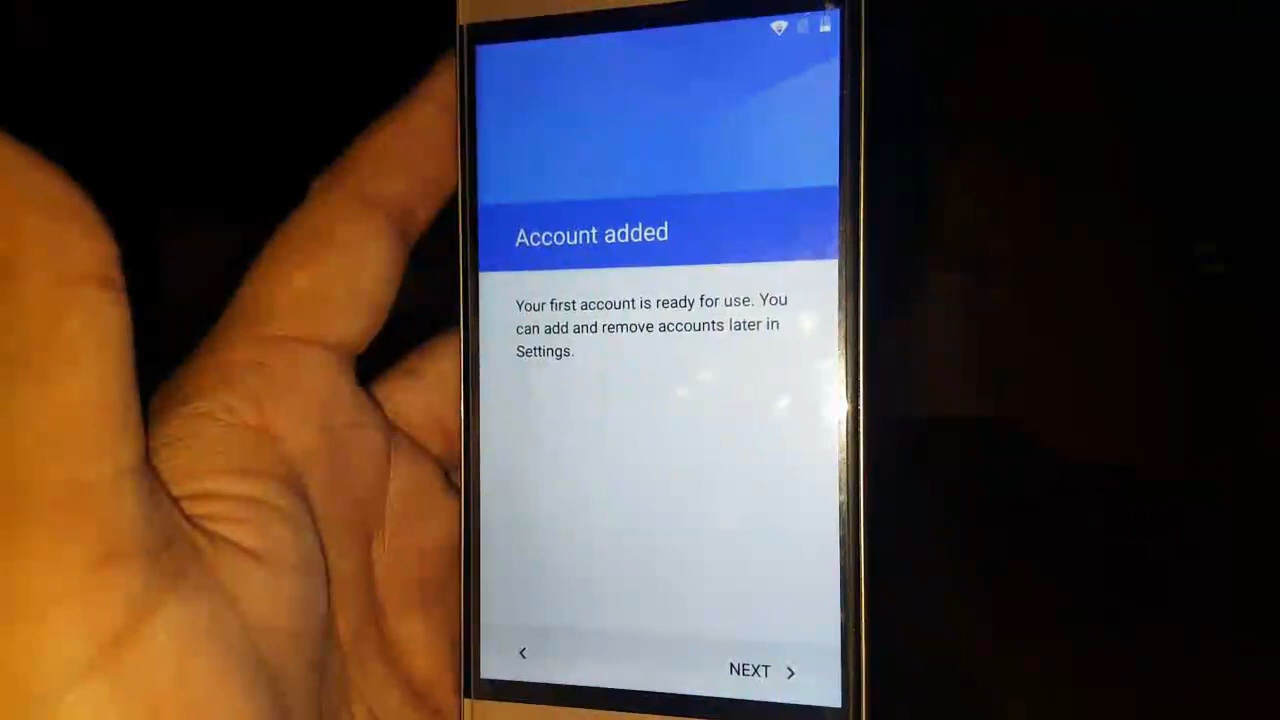 Account added
Your first account is ready for use. You
can add and remove accounts later in
Settings.
NEXT